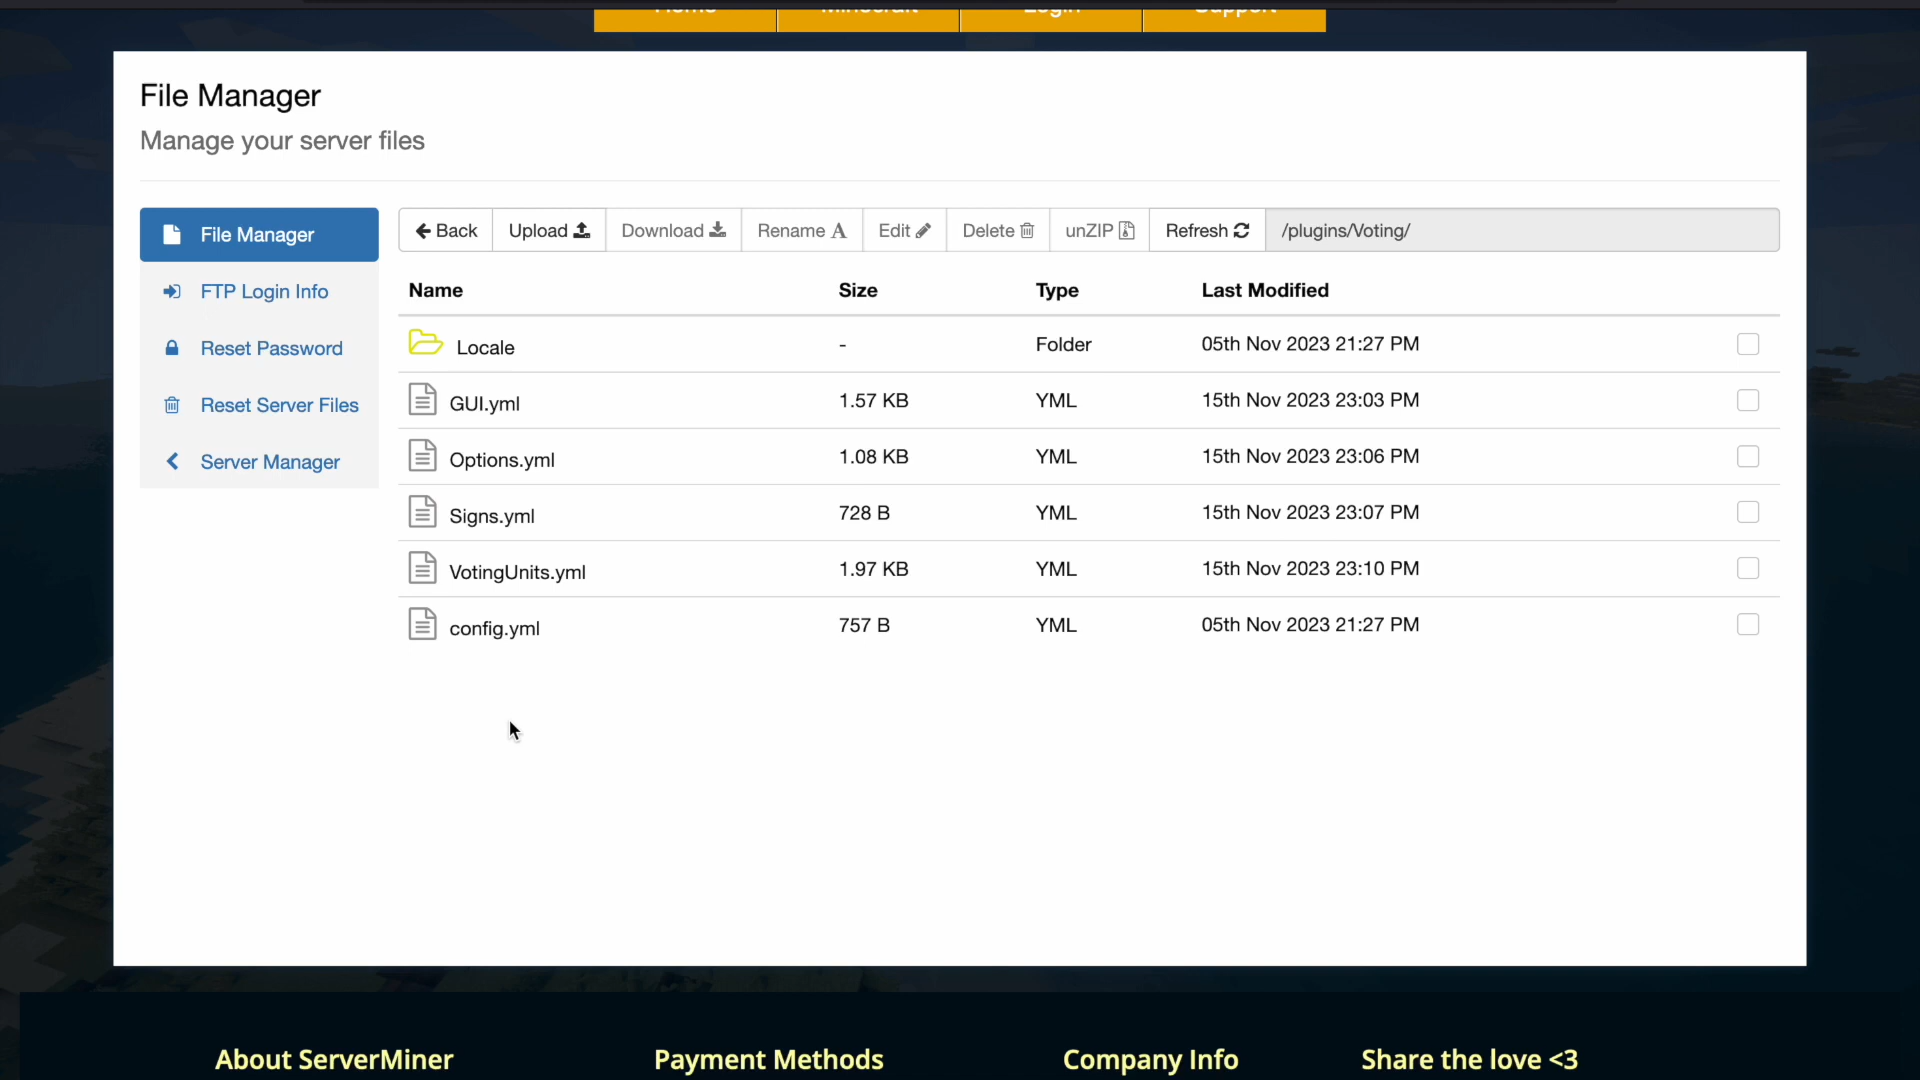 Home Minecraft Login Support
File Manager
Manage your server files
File Manager
FTP Login Info
Reset Password
Reset Server Files
Server Manager
Back Upload Download Rename Edit Delete unZIP Refresh /plugins/Voting/
Name Size Type Last Modified
Locale - Folder 05th Nov 2023 21:27 PM
GUI.yml 1.57 KB YML 15th Nov 2023 23:03 PM
Options.yml 1.08 KB YML 15th Nov 2023 23:06 PM
Signs.yml 728 B YML 15th Nov 2023 23:07 PM
VotingUnits.yml 1.97 KB YML 15th Nov 2023 23:10 PM
config.yml 757 B YML 05th Nov 2023 21:27 PM
About ServerMiner Payment Methods Company Info Share the love <3